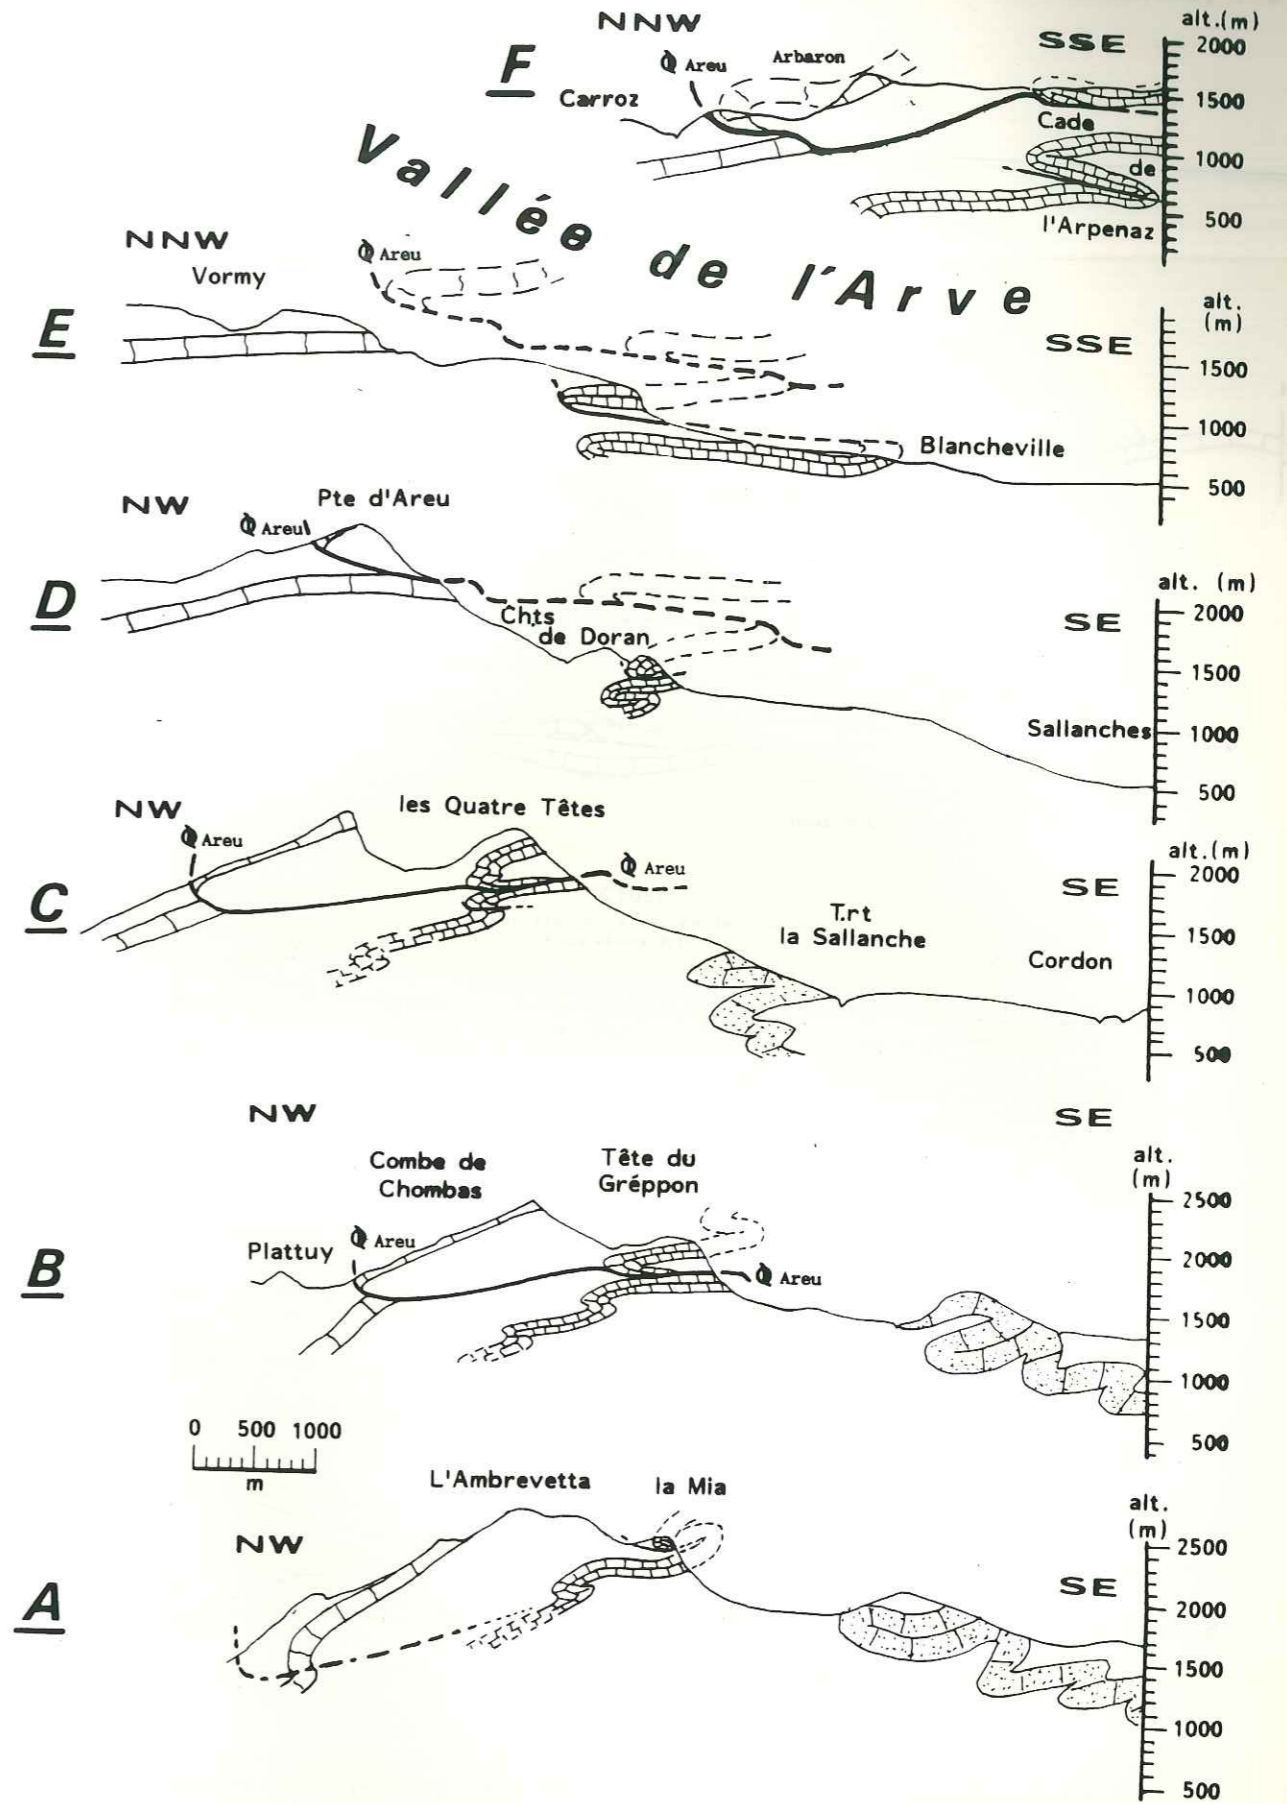 NNW
alt.(m)
F
SSE
2000
Φ Areu
Arbaron
Carroz
1500
Cade
1000
de
500
l'Arpenaz
Vallée de l'Arve
NNW
Vormy
Φ Areu
alt.
(m)
E
SSE
1500
1000
Blancheville
500
NW
Pte d'Areu
Φ Areu
alt. (m)
D
2000
Chts
de Doran
SE
1500
Sallanches
1000
500
NW
les Quatre Têtes
Φ Areu
alt.(m)
Φ Areu
2000
C
SE
T.rt
la Sallanche
1500
Cordon
1000
500
NW
SE
Combe de
Chombas
Tête du
Gréppon
alt.
(m)
2500
Plattuy
Φ Areu
B
2000
Φ Areu
1500
1000
500
0 500 1000
m
L'Ambrevetta
la Mia
alt.
(m)
NW
2500
A
SE
2000
1500
1000
500